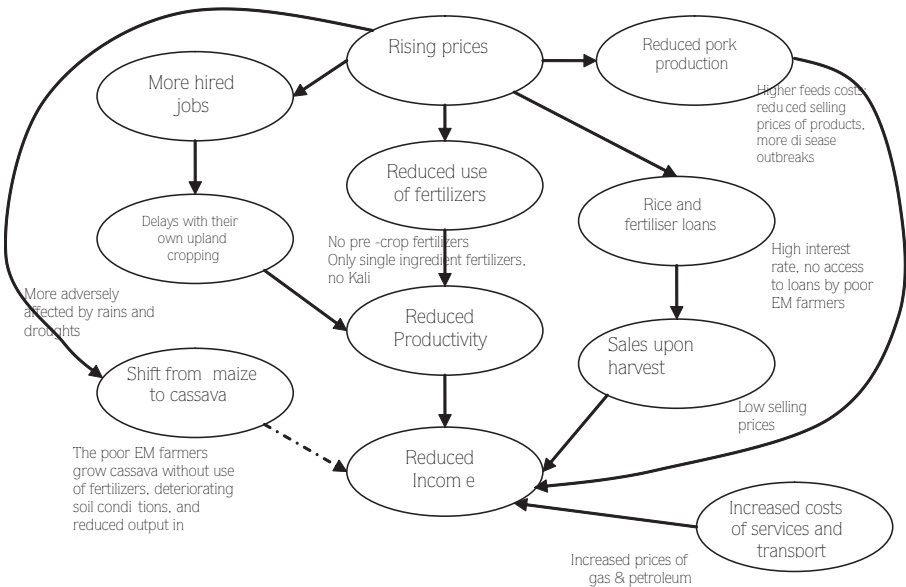 Rising prices
Reduced pork
production
More hired
jobs
Higher feeds costs,
reduced selling
prices of products,
more disease
outbreaks
Reduced use
of fertilizers
Rice and
fertiliser loans
Delays with their
own upland
cropping
No pre -crop fertilizers
Only single ingredient fertilizers,
no Kali
High interest
rate, no access
to loans by poor
EM farmers
More adversely
affected by rains and
droughts
Reduced
Productivity
Sales upon
harvest
Shift from maize
to cassava
Low selling
prices
The poor EM farmers
grow cassava without use
of fertilizers, deteriorating
soil conditions, and
reduced output in
Reduced
Income
Increased costs
of services and
transport
Increased prices of
gas & petroleum